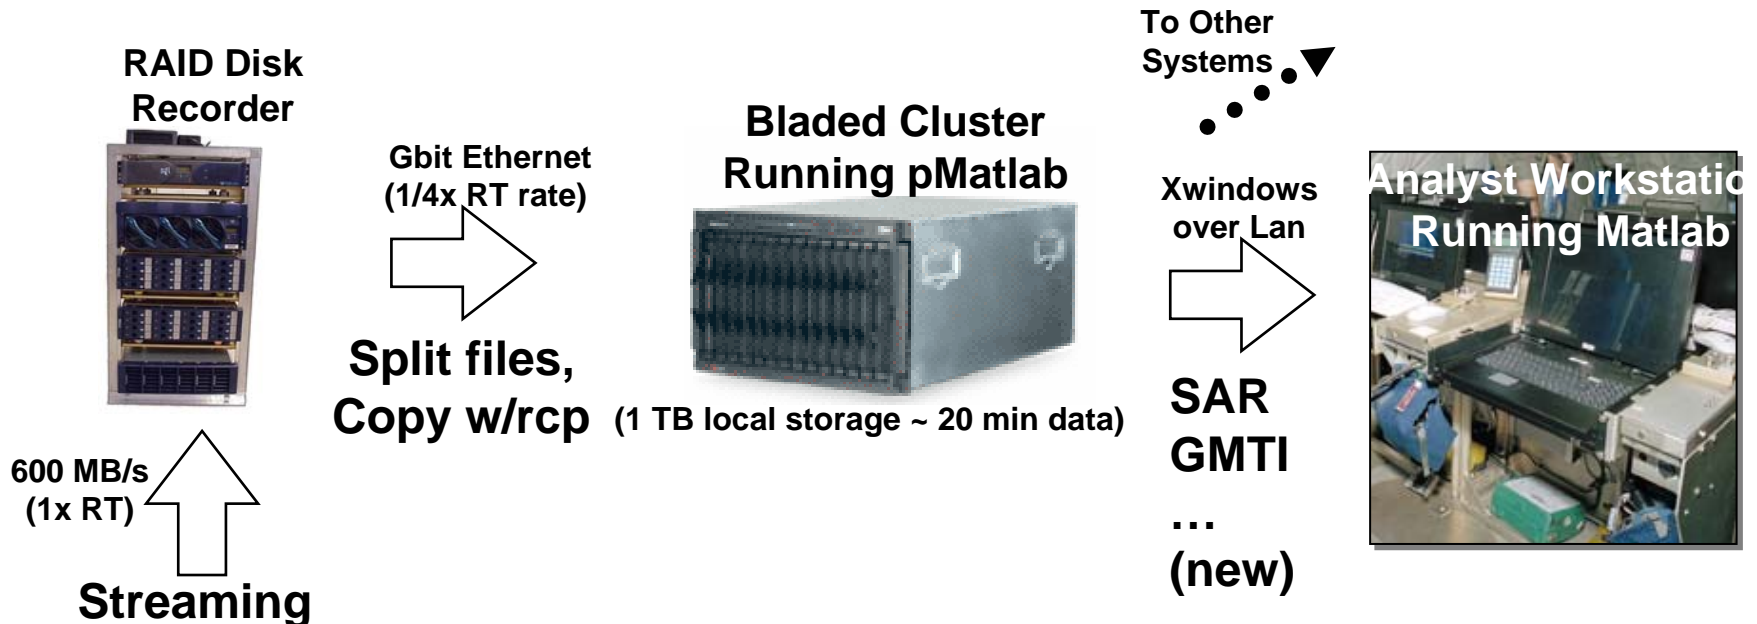 RAID Disk
Recorder
600 MB/s
(1x RT)
Streaming
Gbit Ethernet
(1/4x RT rate)
Split files,
Copy w/rcp
Bladed Cluster
Running pMatlab
(1 TB local storage ~ 20 min data)
To Other
Systems
Xwindows
over Lan
SAR
GMTI
…
(new)
Analyst Workstatio
Running Matlab